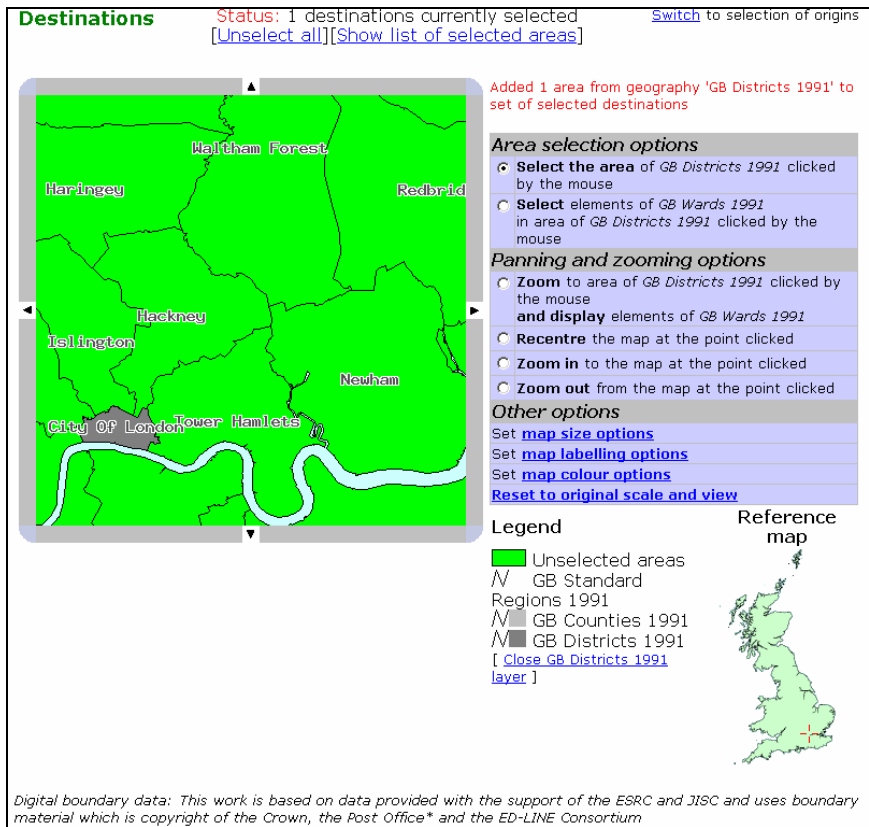 Destinations
Status: 1 destinations currently selected
[Unselect all][Show list of selected areas]
Switch to selection of origins
Waltham Forest
Haringey
Redbrid
Hackney
Islington
Newham
City Of London
Tower Hamlets
Added 1 area from geography 'GB Districts 1991' to
set of selected destinations
Area selection options
Select the area of GB Districts 1991 clicked
by the mouse
Select elements of GB Wards 1991
in area of GB Districts 1991 clicked by the
mouse
Panning and zooming options
Zoom to area of GB Districts 1991 clicked by
the mouse
and display elements of GB Wards 1991
Recentre the map at the point clicked
Zoom in to the map at the point clicked
Zoom out from the map at the point clicked
Other options
Set map size options
Set map labelling options
Set map colour options
Reset to original scale and view
Legend
Unselected areas
GB Standard
Regions 1991
GB Counties 1991
GB Districts 1991
[ Close GB Districts 1991
layer ]
Reference
map
Digital boundary data: This work is based on data provided with the support of the ESRC and JISC and uses boundary
material which is copyright of the Crown, the Post Office* and the ED-LINE Consortium